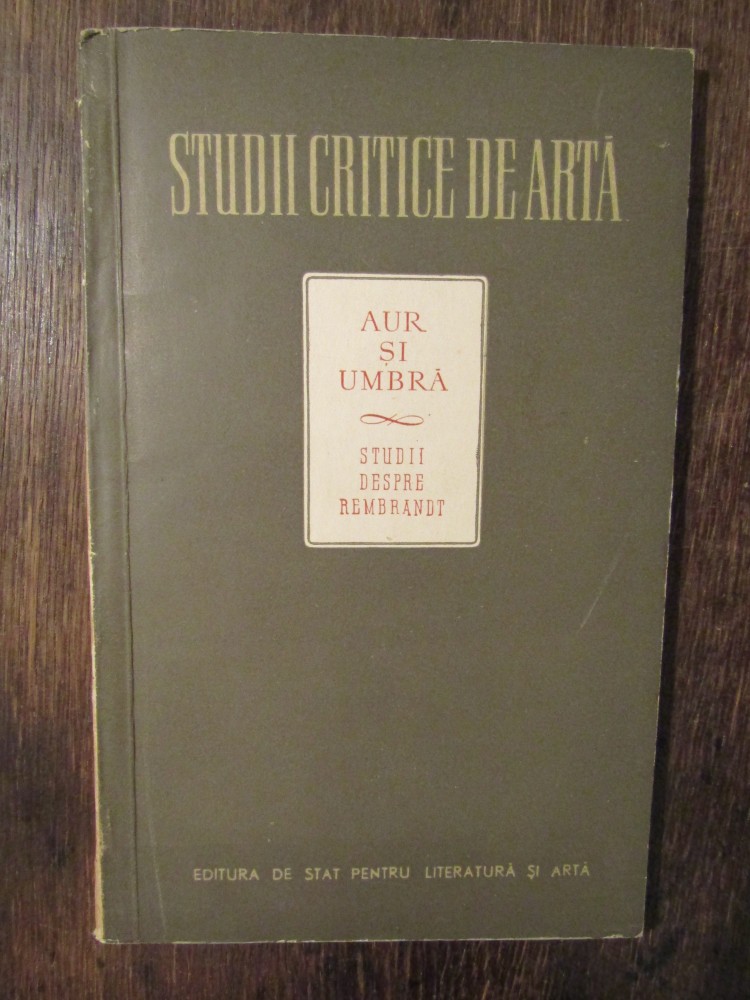 STUDII CRITICE DE ARTĂ
AUR
ȘI
UMBRĂ
STUDII
DESPRE
REMBRANDT
EDITURA DE STAT PENTRU LITERATURĂ ȘI ARTĂ